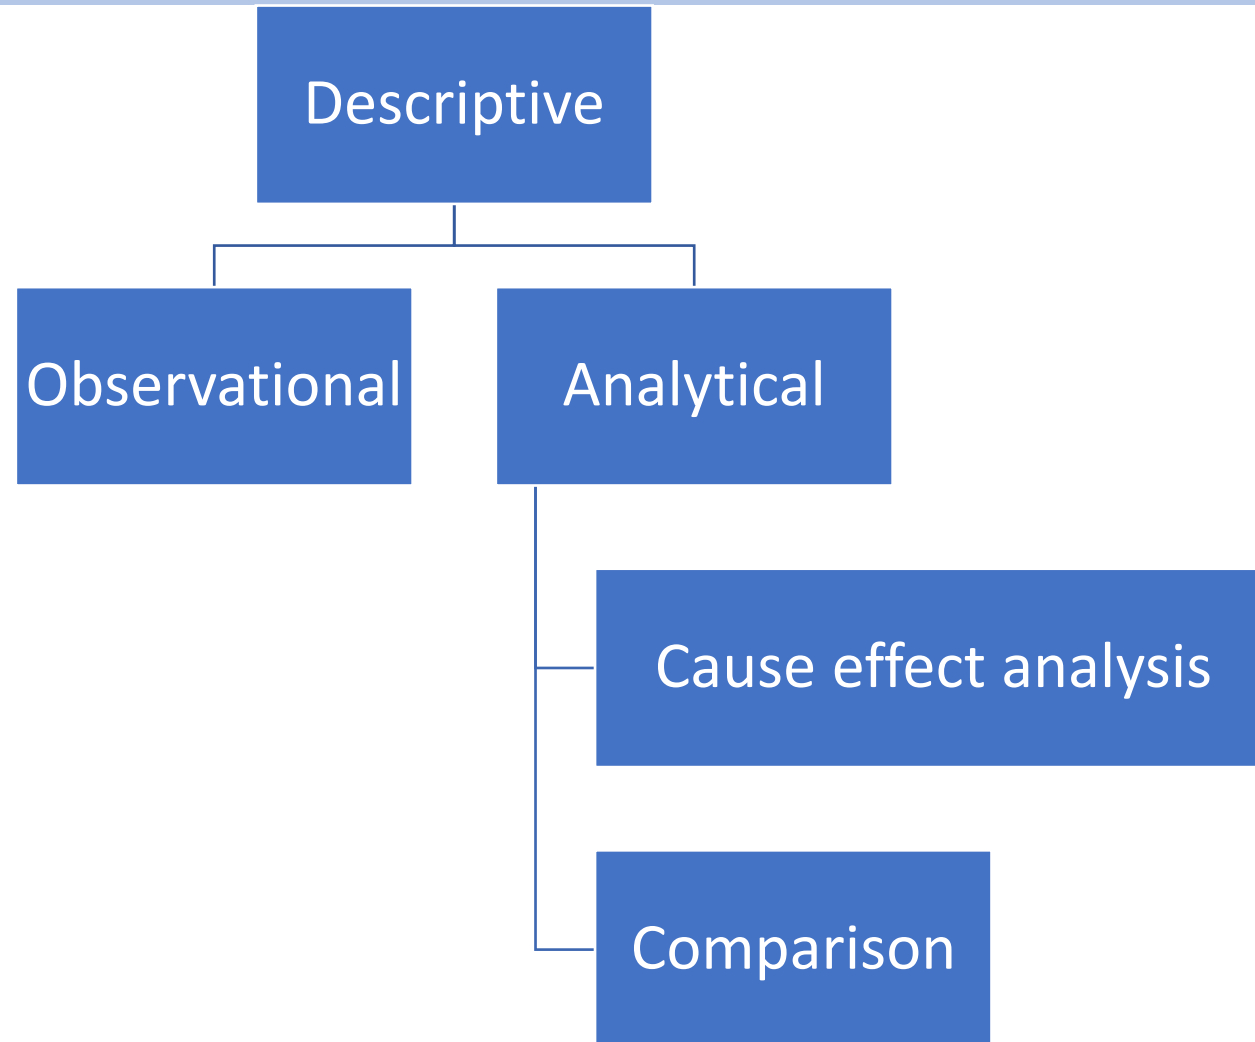 Descriptive
Observational
Analytical
Cause effect analysis
Comparison